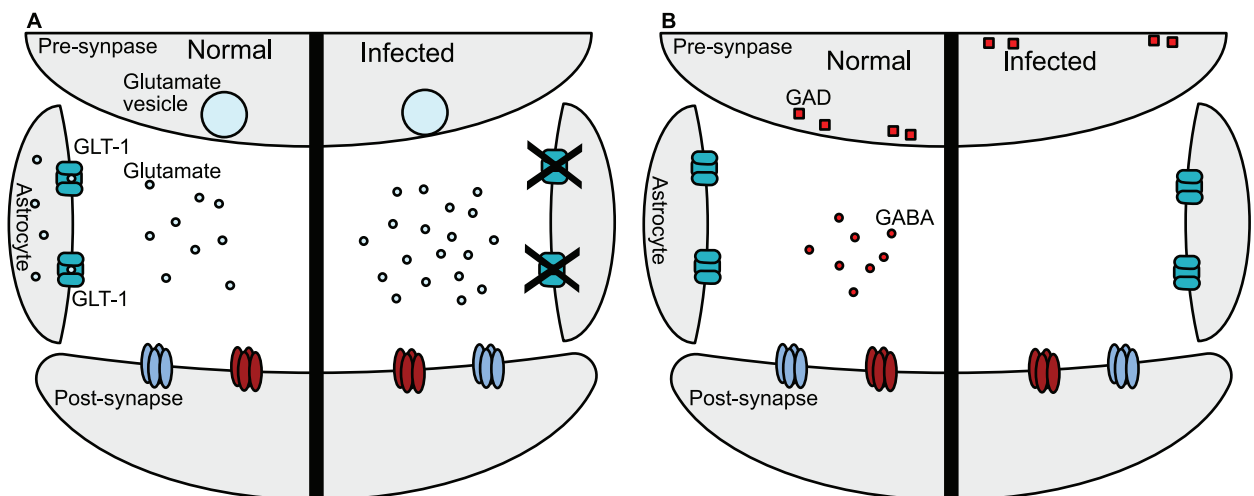 A
Pre-synpase
Normal
Infected
Glutamate
vesicle
GLT-1
Glutamate
Astrocyte
GLT-1
Post-synapse
B
Pre-synpase
Normal
Infected
GAD
Astrocyte
GABA
Post-synapse